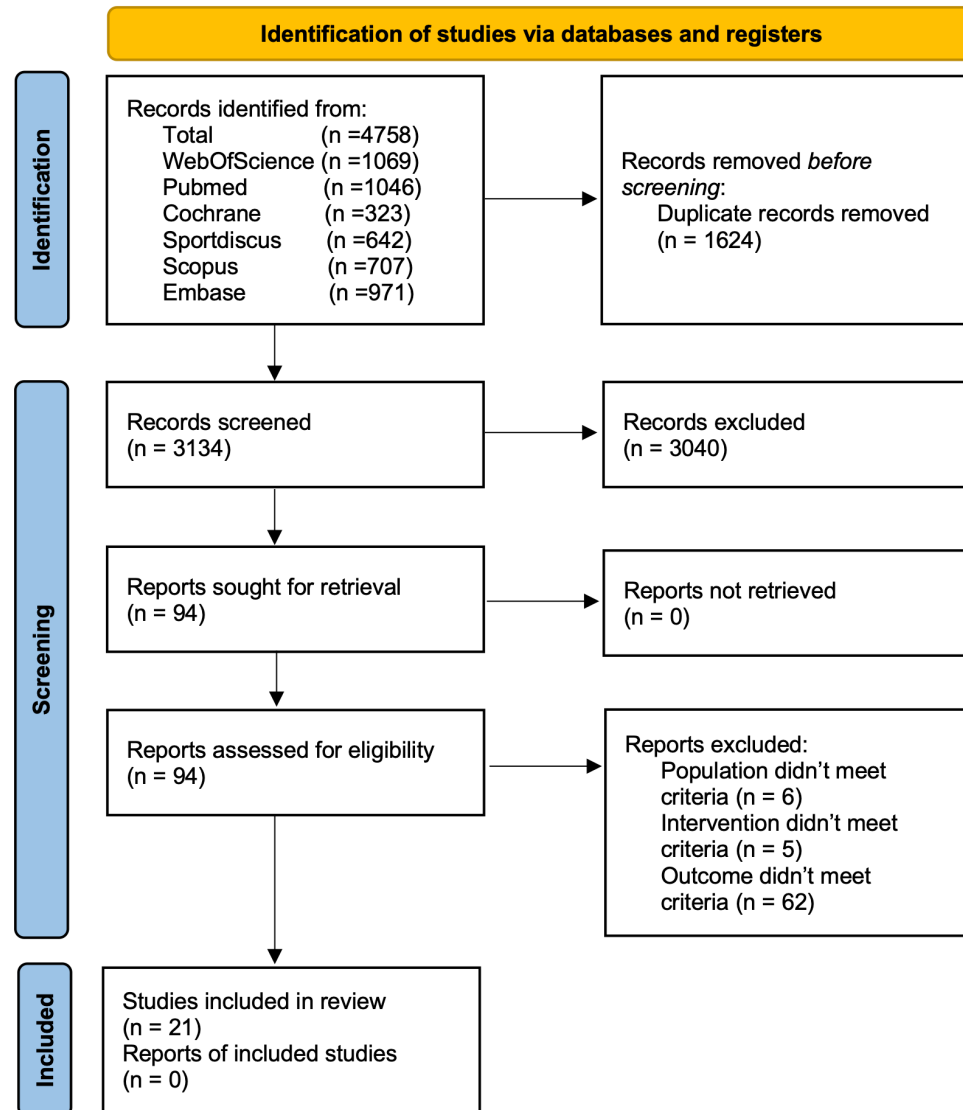 Identification of studies via databases and registers
Identification
Records identified from:
Total (n =4758)
WebOfScience (n =1069)
Pubmed (n =1046)
Cochrane (n =323)
Sportdiscus (n =642)
Scopus (n =707)
Embase (n =971)
Records removed before
screening:
Duplicate records removed
(n = 1624)
Screening
Records screened
(n = 3134)
Records excluded
(n = 3040)
Reports sought for retrieval
(n = 94)
Reports not retrieved
(n = 0)
Reports assessed for eligibility
(n = 94)
Reports excluded:
Population didn’t meet
criteria (n = 6)
Intervention didn’t meet
criteria (n = 5)
Outcome didn’t meet
criteria (n = 62)
Included
Studies included in review
(n = 21)
Reports of included studies
(n = 0)